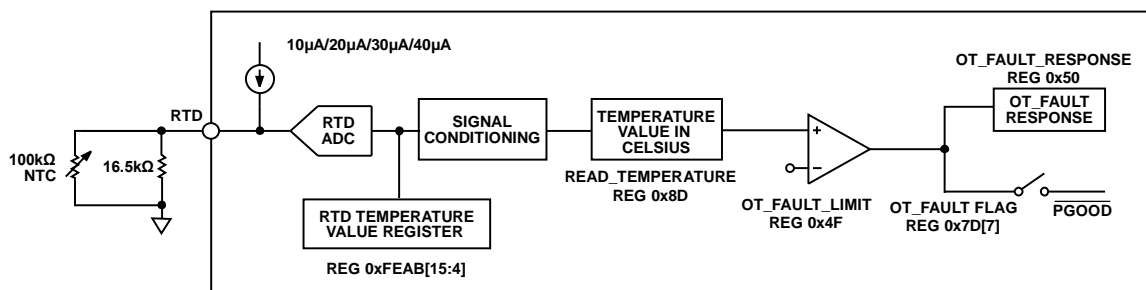 10µA/20µA/30µA/40µA
RTD
100kΩ
NTC
16.5kΩ
RTD
ADC
SIGNAL
CONDITIONING
RTD TEMPERATURE
VALUE REGISTER
REG 0xFEAB[15:4]
TEMPERATURE
VALUE IN
CELSIUS
READ_TEMPERATURE
REG 0x8D
+
–
OT_FAULT_LIMIT
REG 0x4F
OT_FAULT_RESPONSE
REG 0x50
OT_FAULT
RESPONSE
OT_FAULT FLAG
REG 0x7D[7]
PGOOD